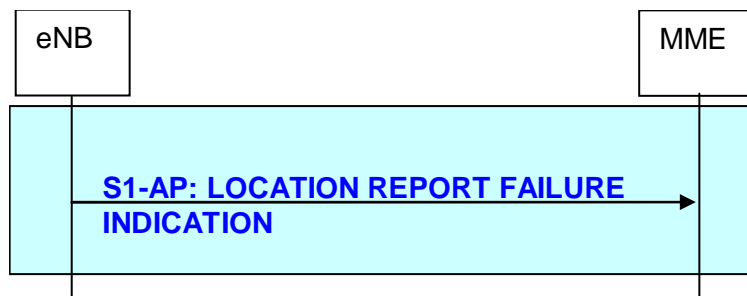 eNB
MME
S1-AP: LOCATION REPORT FAILURE
INDICATION